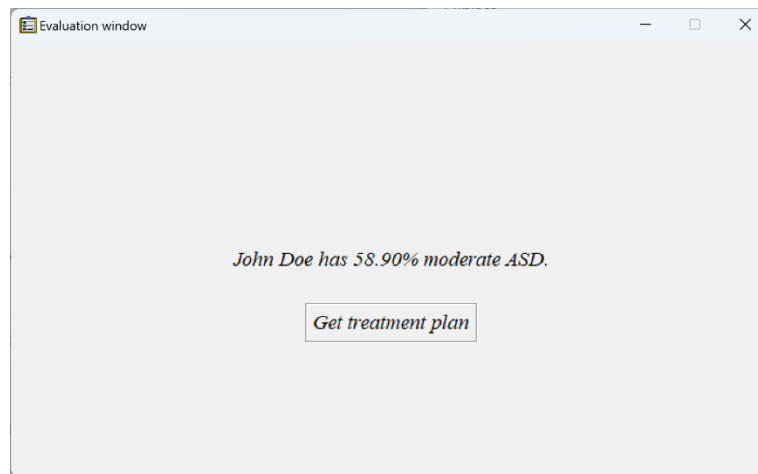 Evaluation window
John Doe has 58.90% moderate ASD.
Get treatment plan